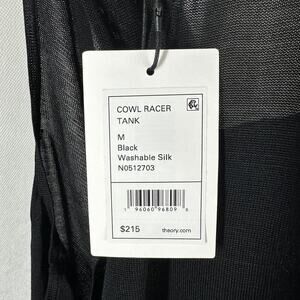 COWL RACER
TANK
M
Black
Washable Silk
N0512703
1 96060 96809 8
$215 theory.com